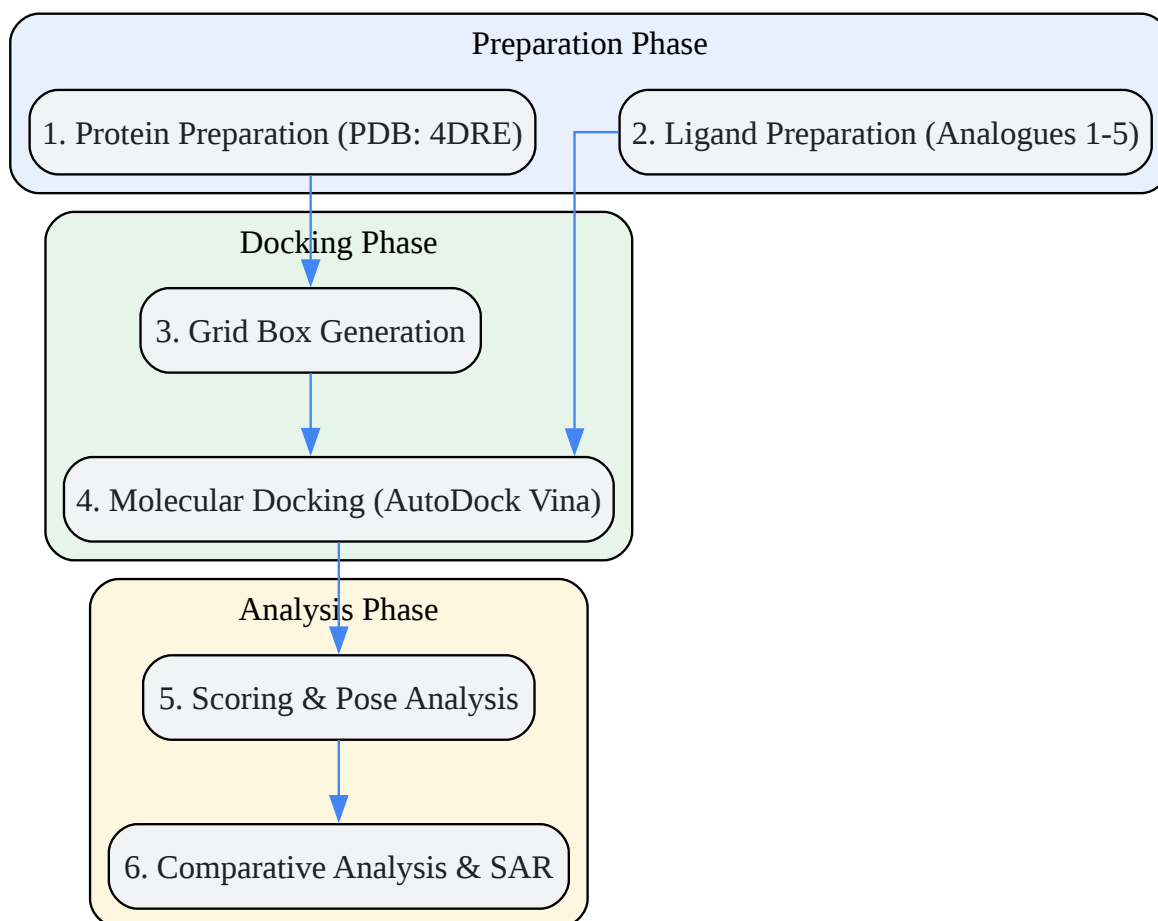 Preparation Phase
1. Protein Preparation (PDB: 4DRE)
2. Ligand Preparation (Analogues 1-5)
Docking Phase
3. Grid Box Generation
4. Molecular Docking (AutoDock Vina)
Analysis Phase
5. Scoring & Pose Analysis
6. Comparative Analysis & SAR